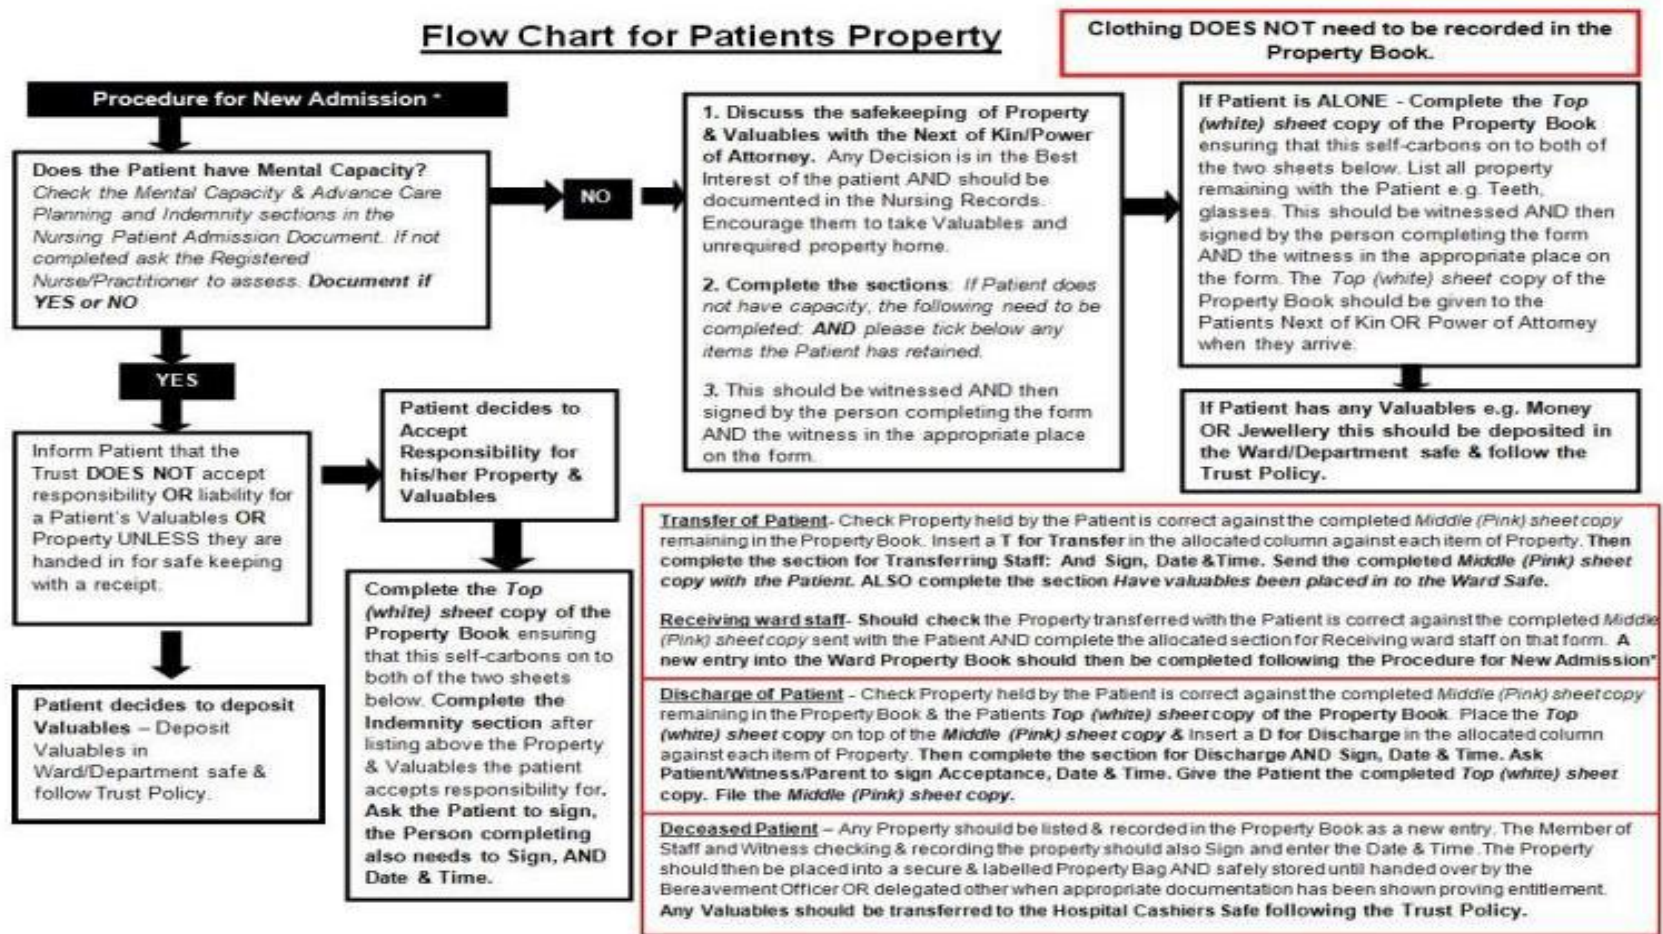 Flow Chart for Patients Property
Clothing DOES NOT need to be recorded in the
Property Book.
Procedure for New Admission *
Does the Patient have Mental Capacity?
Check the Mental Capacity & Advance Care
Planning and Indemnity sections in the
Nursing Patient Admission Document. If not
completed ask the Registered
Nurse/Practitioner to assess. Document if
YES or NO
NO
1. Discuss the safekeeping of Property
& Valuables with the Next of Kin/Power
of Attorney. Any Decision is in the Best
Interest of the patient AND should be
documented in the Nursing Records.
Encourage them to take Valuables and
unrequired property home.
2. Complete the sections: If Patient does
not have capacity, the following need to be
completed: AND please tick below any
items the Patient has retained.
3. This should be witnessed AND then
signed by the person completing the form
AND the witness in the appropriate place
on the form.
If Patient is ALONE - Complete the Top
(white) sheet copy of the Property Book
ensuring that this self-carbons on to both of
the two sheets below. List all property
remaining with the Patient e.g. Teeth,
glasses. This should be witnessed AND then
signed by the person completing the form
AND the witness in the appropriate place on
the form. The Top (white) sheet copy of the
Property Book should be given to the
Patients Next of Kin OR Power of Attorney
when they arrive.
If Patient has any Valuables e.g. Money
OR Jewellery this should be deposited in
the Ward/Department safe & follow the
Trust Policy.
YES
Inform Patient that the
Trust DOES NOT accept
responsibility OR liability for
a Patient's Valuables OR
Property UNLESS they are
handed in for safe keeping
with a receipt.
Patient decides to
Accept
Responsibility for
his/her Property &
Valuables
Patient decides to deposit
Valuables – Deposit
Valuables in
Ward/Department safe &
follow Trust Policy.
Complete the Top
(white) sheet copy of the
Property Book ensuring
that this self-carbons on to
both of the two sheets
below. Complete the
Indemnity section after
listing above the Property
& Valuables the patient
accepts responsibility for.
Ask the Patient to sign,
the Person completing
also needs to Sign, AND
Date & Time.
Transfer of Patient- Check Property held by the Patient is correct against the completed Middle (Pink) sheet copy
remaining in the Property Book. Insert a T for Transfer in the allocated column against each item of Property. Then
complete the section for Transferring Staff: And Sign, Date &Time. Send the completed Middle (Pink) sheet
copy with the Patient. ALSO complete the section Have valuables been placed in to the Ward Safe.
Receiving ward staff- Should check the Property transferred with the Patient is correct against the completed Middle
(Pink) sheet copy sent with the Patient AND complete the allocated section for Receiving ward staff on that form. A
new entry into the Ward Property Book should then be completed following the Procedure for New Admission*
Discharge of Patient - Check Property held by the Patient is correct against the completed Middle (Pink) sheet copy
remaining in the Property Book & the Patients Top (white) sheet copy of the Property Book. Place the Top
(white) sheet copy on top of the Middle (Pink) sheet copy & Insert a D for Discharge in the allocated column
against each item of Property. Then complete the section for Discharge AND Sign, Date & Time. Ask
Patient/Witness/Parent to sign Acceptance, Date & Time. Give the Patient the completed Top (white) sheet
copy. File the Middle (Pink) sheet copy.
Deceased Patient – Any Property should be listed & recorded in the Property Book as a new entry. The Member of
Staff and Witness checking & recording the property should also Sign and enter the Date & Time. The Property
should then be placed into a secure & labelled Property Bag AND safely stored until handed over by the
Bereavement Officer OR delegated other when appropriate documentation has been shown proving entitlement.
Any Valuables should be transferred to the Hospital Cashiers Safe following the Trust Policy.